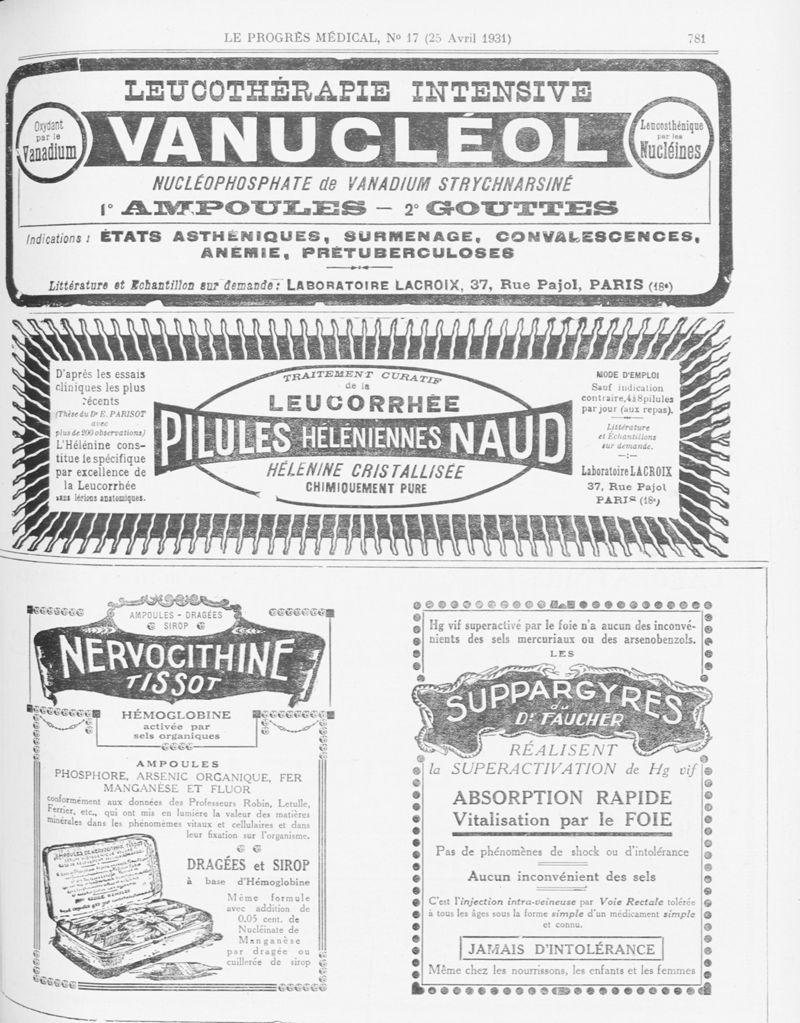 LE PROGRÈS MÉDICAL, No 17 (25 Avril 1931)
781
LEUCOTHÉRAPIE INTENSIVE
Oxydant
par le
Vanadium
VANUCLÉOL
Leucosthénique
par les
Nucléines
NUCLÉOPHOSPHATE de VANADIUM STRYCHNARSINÉ
1° AMPOULES — 2° GOUTTES
Indications : ÉTATS ASTHÉNIQUES, SURMENAGE, CONVALESCENCES,
ANÉMIE, PRÉTUBERCULOSES
Littérature et Echantillon sur demande : LABORATOIRE LACROIX, 37, Rue Pajol, PARIS (18e)
D'après les essais
cliniques les plus
récents
(Thèse du Dr E. PARISOT
avec
plus de 200 observations)
L'Hélénine cons-
titue le spécifique
par excellence de
la Leucorrhée
sans lésions anatomiques.
TRAITEMENT CURATIF
de la
LEUCORRHÉE
PILULES HÉLÉNIENNES NAUD
HÉLÉNINE CRISTALLISÉE
CHIMIQUEMENT PURE
MODE D'EMPLOI
Sauf indication
contraire, 4 à 8 pilules
par jour (aux repas).
Littérature
et Échantillons
sur demande.
Laboratoire LACROIX
37, Rue Pajol
PARIS (18e)
AMPOULES - DRAGÉES
SIROP
NERVOCITHINE
TISSOT
HÉMOGLOBINE
activée par
sels organiques
AMPOULES
PHOSPHORE, ARSENIC ORGANIQUE, FER
MANGANÈSE ET FLUOR
conformément aux données des Professeurs Robin, Letulle,
Ferrier, etc., qui ont mis en lumière la valeur des matières
minérales dans les phénomèmes vitaux et cellulaires et dans
leur fixation sur l'organisme.
AMPOULES DE NERVOCITHINE TISSOT
DRAGÉES et SIROP
à base d'Hémoglobine
Même formule
avec addition de
0.05 cent. de
Nucléinate de
Manganèse
par dragée ou
cuillerée de sirop
Hg vif superactivé par le foie n'a aucun des inconvé-
nients des sels mercuriaux ou des arsenobenzols.
LES
SUPPARGYRES
du
Dr FAUCHER
RÉALISENT
la SUPERACTIVATION de Hg vif
ABSORPTION RAPIDE
Vitalisation par le FOIE
Pas de phénomènes de shock ou d'intolérance
Aucun inconvénient des sels
C'est l'injection intra-veineuse par Voie Rectale tolérée
à tous les âges sous la forme simple d'un médicament simple
et connu.
JAMAIS D'INTOLÉRANCE
Même chez les nourrissons, les enfants et les femmes